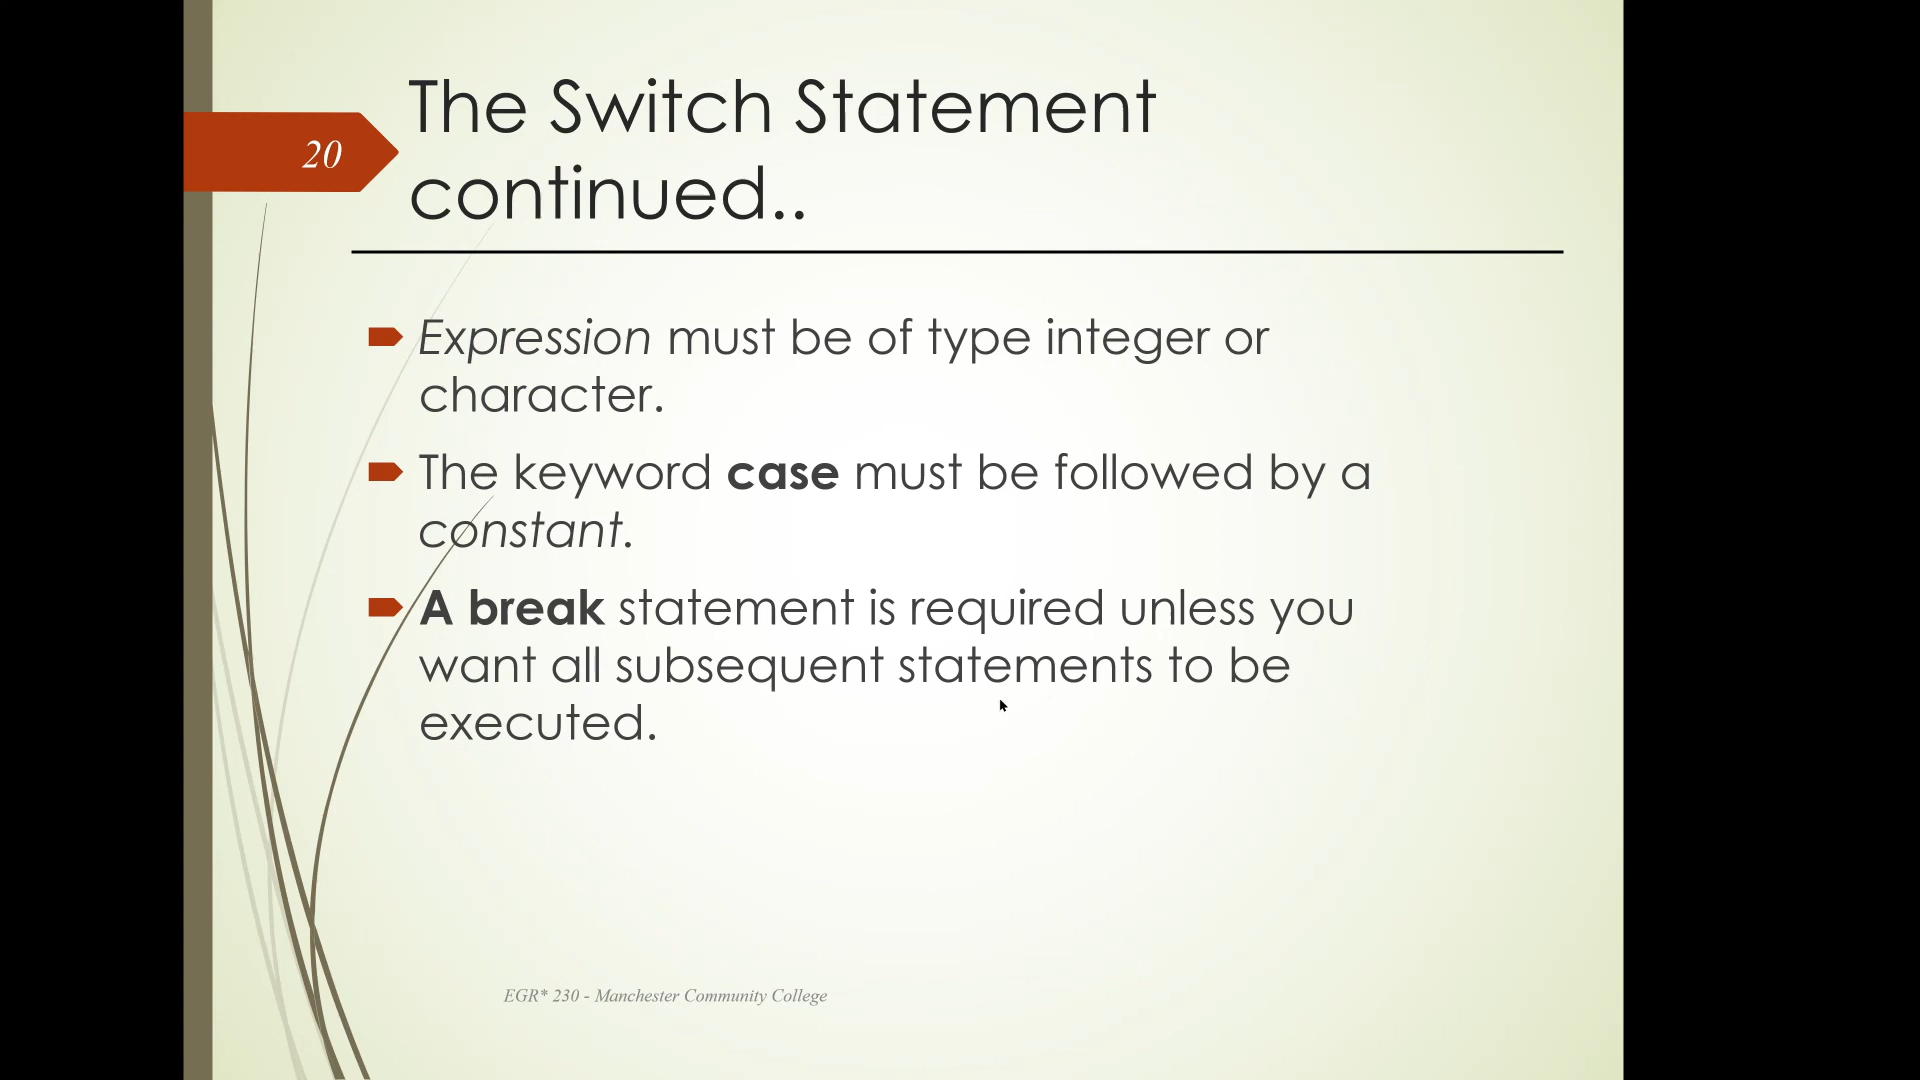 The Switch Statement
continued..
20
Expression must be of type integer or
character.
The keyword case must be followed by a
constant.
A break statement is required unless you
want all subsequent statements to be
executed.
EGR* 230 - Manchester Community College